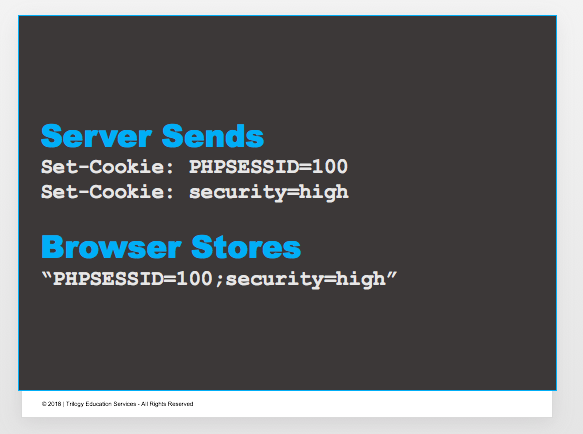 Server Sends
Set-Cookie: PHPSESSID=100
Set-Cookie: security=high
Browser Stores
“PHPSESSID=100;security=high”
© 2016 | Trilogy Education Services - All Rights Reserved